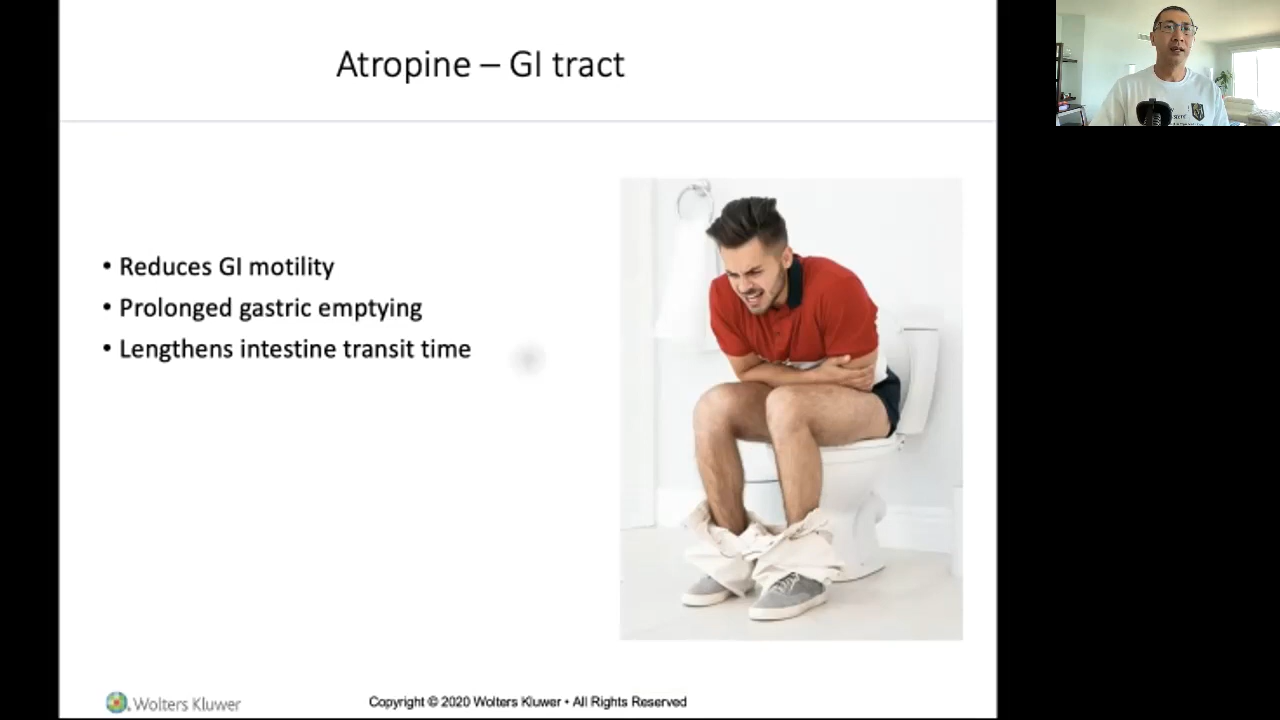 Atropine – GI tract
• Reduces GI motility
• Prolonged gastric emptying
• Lengthens intestine transit time
Wolters Kluwer
Copyright © 2020 Wolters Kluwer • All Rights Reserved